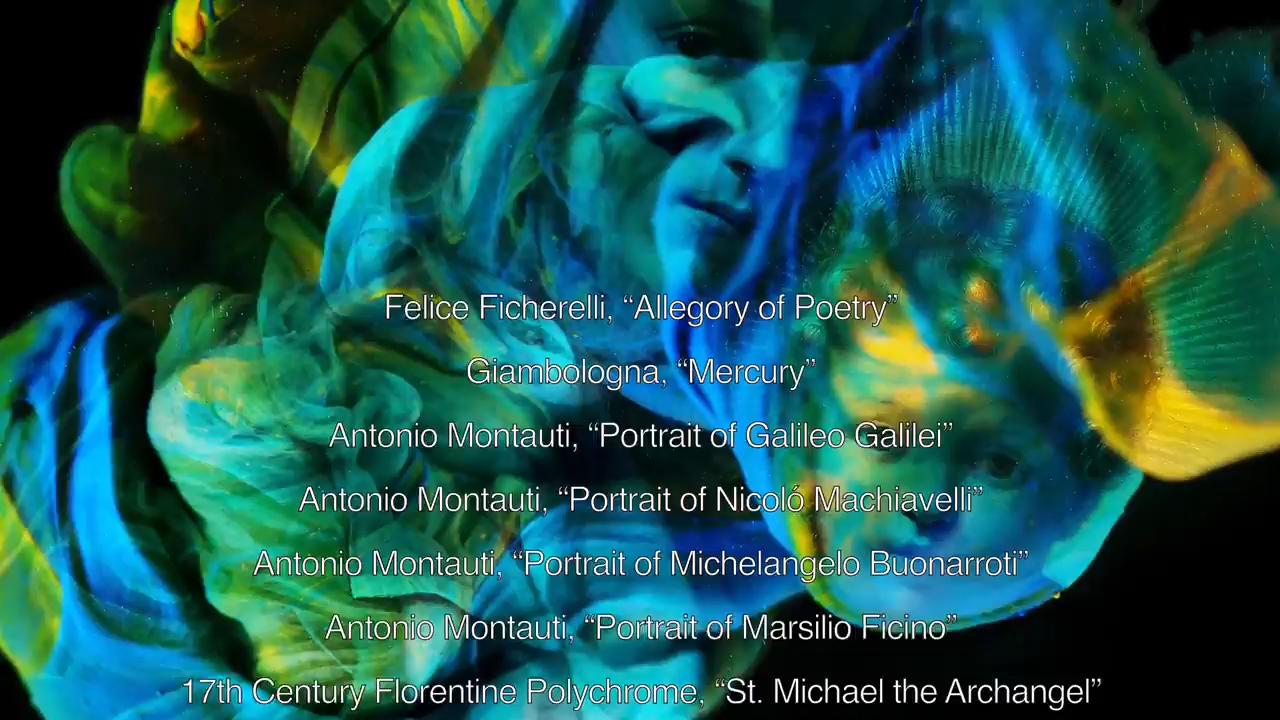 Felice Ficherelli, “Allegory of Poetry”
Giambologna, “Mercury”
Antonio Montauti, “Portrait of Galileo Galilei”
Antonio Montauti, “Portrait of Nicoló Machiavelli”
Antonio Montauti, “Portrait of Michelangelo Buonarroti”
Antonio Montauti, “Portrait of Marsilio Ficino”
17th Century Florentine Polychrome, “St. Michael the Archangel”